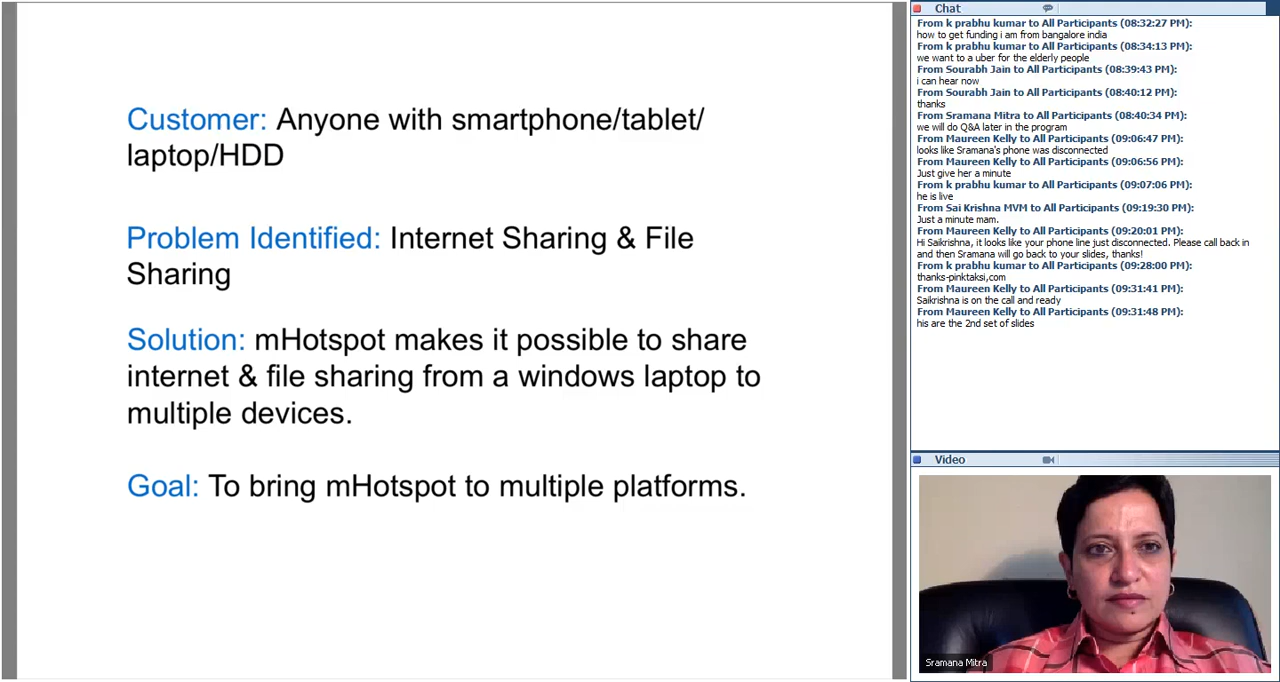 Customer: Anyone with smartphone/tablet/
laptop/HDD
Problem Identified: Internet Sharing & File
Sharing
Solution: mHotspot makes it possible to share
internet & file sharing from a windows laptop to
multiple devices.
Goal: To bring mHotspot to multiple platforms.
Chat
From k prabhu kumar to All Participants (08:32:27 PM):
how to get funding i am from bangalore india
From k prabhu kumar to All Participants (08:34:13 PM):
we want to a uber for the elderly people
From Sourabh Jain to All Participants (08:39:43 PM):
i can hear now
From Sourabh Jain to All Participants (08:40:12 PM):
thanks
From Sramana Mitra to All Participants (08:40:34 PM):
we will do Q&A later in the program
From Maureen Kelly to All Participants (09:06:47 PM):
looks like Sramana's phone was disconnected
From Maureen Kelly to All Participants (09:06:56 PM):
Just give her a minute
From k prabhu kumar to All Participants (09:07:06 PM):
he is live
From Sai Krishna MVM to All Participants (09:19:30 PM):
Just a minute mam.
From Maureen Kelly to All Participants (09:20:01 PM):
Hi Saikrishna, it looks like your phone line just disconnected. Please call back in
and then Sramana will go back to your slides, thanks!
From k prabhu kumar to All Participants (09:28:00 PM):
thanks-pinktaksi,com
From Maureen Kelly to All Participants (09:31:41 PM):
Saikrishna is on the call and ready
From Maureen Kelly to All Participants (09:31:48 PM):
his are the 2nd set of slides
Video
Sramana Mitra